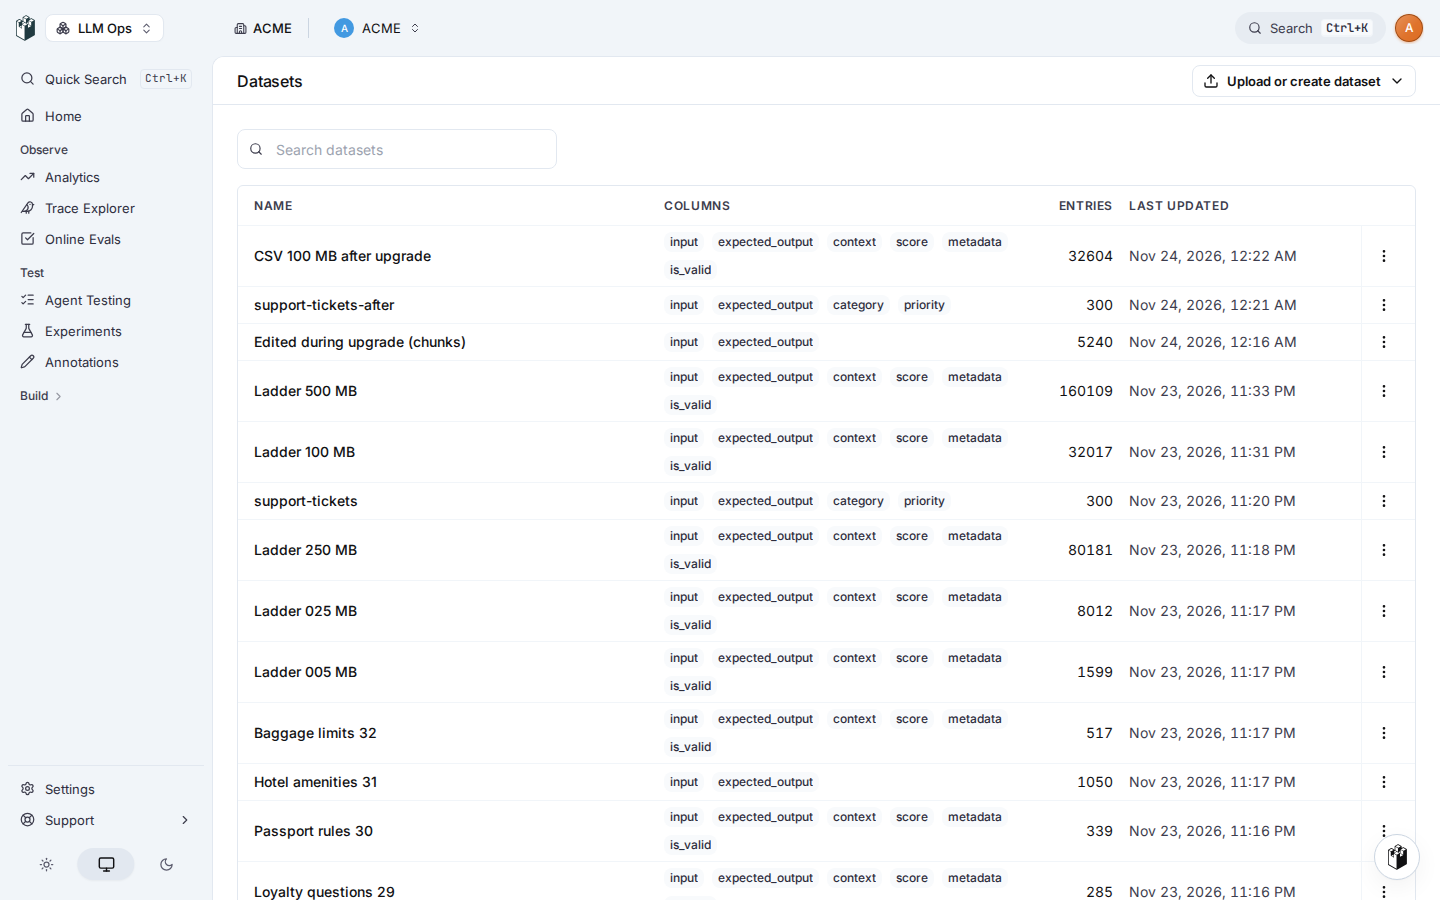 LLM Ops
ACME
A ACME
Search Ctrl+K
A
Quick Search Ctrl+K
Home
Observe
Analytics
Trace Explorer
Online Evals
Test
Agent Testing
Experiments
Annotations
Build
Settings
Support
Datasets
Upload or create dataset
Search datasets
NAME COLUMNS ENTRIES LAST UPDATED
CSV 100 MB after upgrade input expected_output context score metadata 32604 Nov 24, 2026, 12:22 AM
is_valid
support-tickets-after input expected_output category priority 300 Nov 24, 2026, 12:21 AM
Edited during upgrade (chunks) input expected_output 5240 Nov 24, 2026, 12:16 AM
Ladder 500 MB input expected_output context score metadata 160109 Nov 23, 2026, 11:33 PM
is_valid
Ladder 100 MB input expected_output context score metadata 32017 Nov 23, 2026, 11:31 PM
is_valid
support-tickets input expected_output category priority 300 Nov 23, 2026, 11:20 PM
Ladder 250 MB input expected_output context score metadata 80181 Nov 23, 2026, 11:18 PM
is_valid
Ladder 025 MB input expected_output context score metadata 8012 Nov 23, 2026, 11:17 PM
is_valid
Ladder 005 MB input expected_output context score metadata 1599 Nov 23, 2026, 11:17 PM
is_valid
Baggage limits 32 input expected_output context score metadata 517 Nov 23, 2026, 11:17 PM
is_valid
Hotel amenities 31 input expected_output 1050 Nov 23, 2026, 11:17 PM
Passport rules 30 input expected_output context score metadata 339 Nov 23, 2026, 11:16 PM
is_valid
Loyalty questions 29 input expected_output context score metadata 285 Nov 23, 2026, 11:16 PM